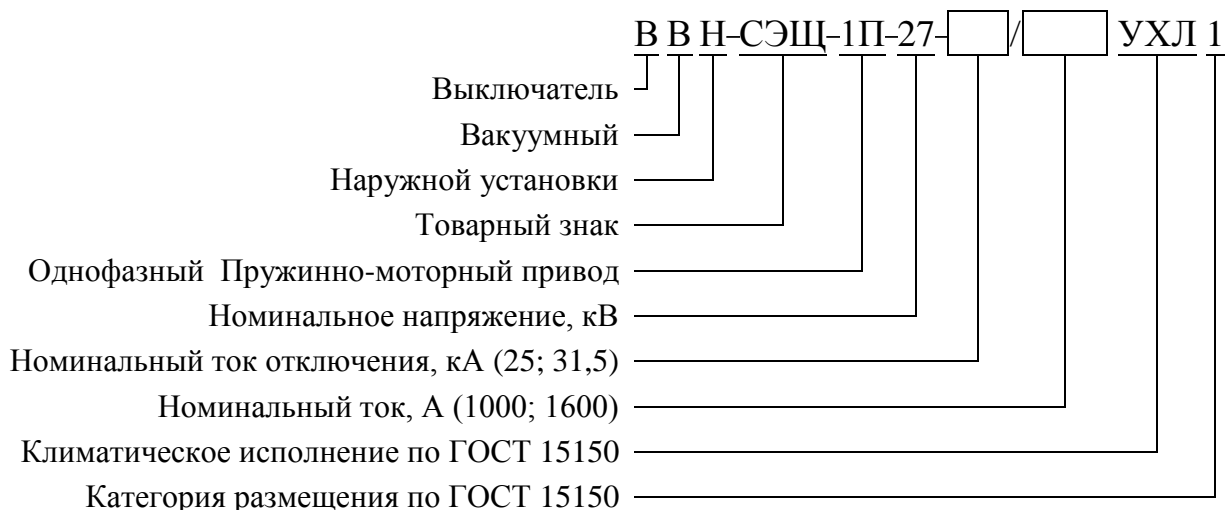 В В Н–СЭЩ–1П–27– / УХЛ 1
Выключатель
Вакуумный
Наружной установки
Товарный знак
Однофазный Пружинно-моторный привод
Номинальное напряжение, кВ
Номинальный ток отключения, кА (25; 31,5)
Номинальный ток, А (1000; 1600)
Климатическое исполнение по ГОСТ 15150
Категория размещения по ГОСТ 15150